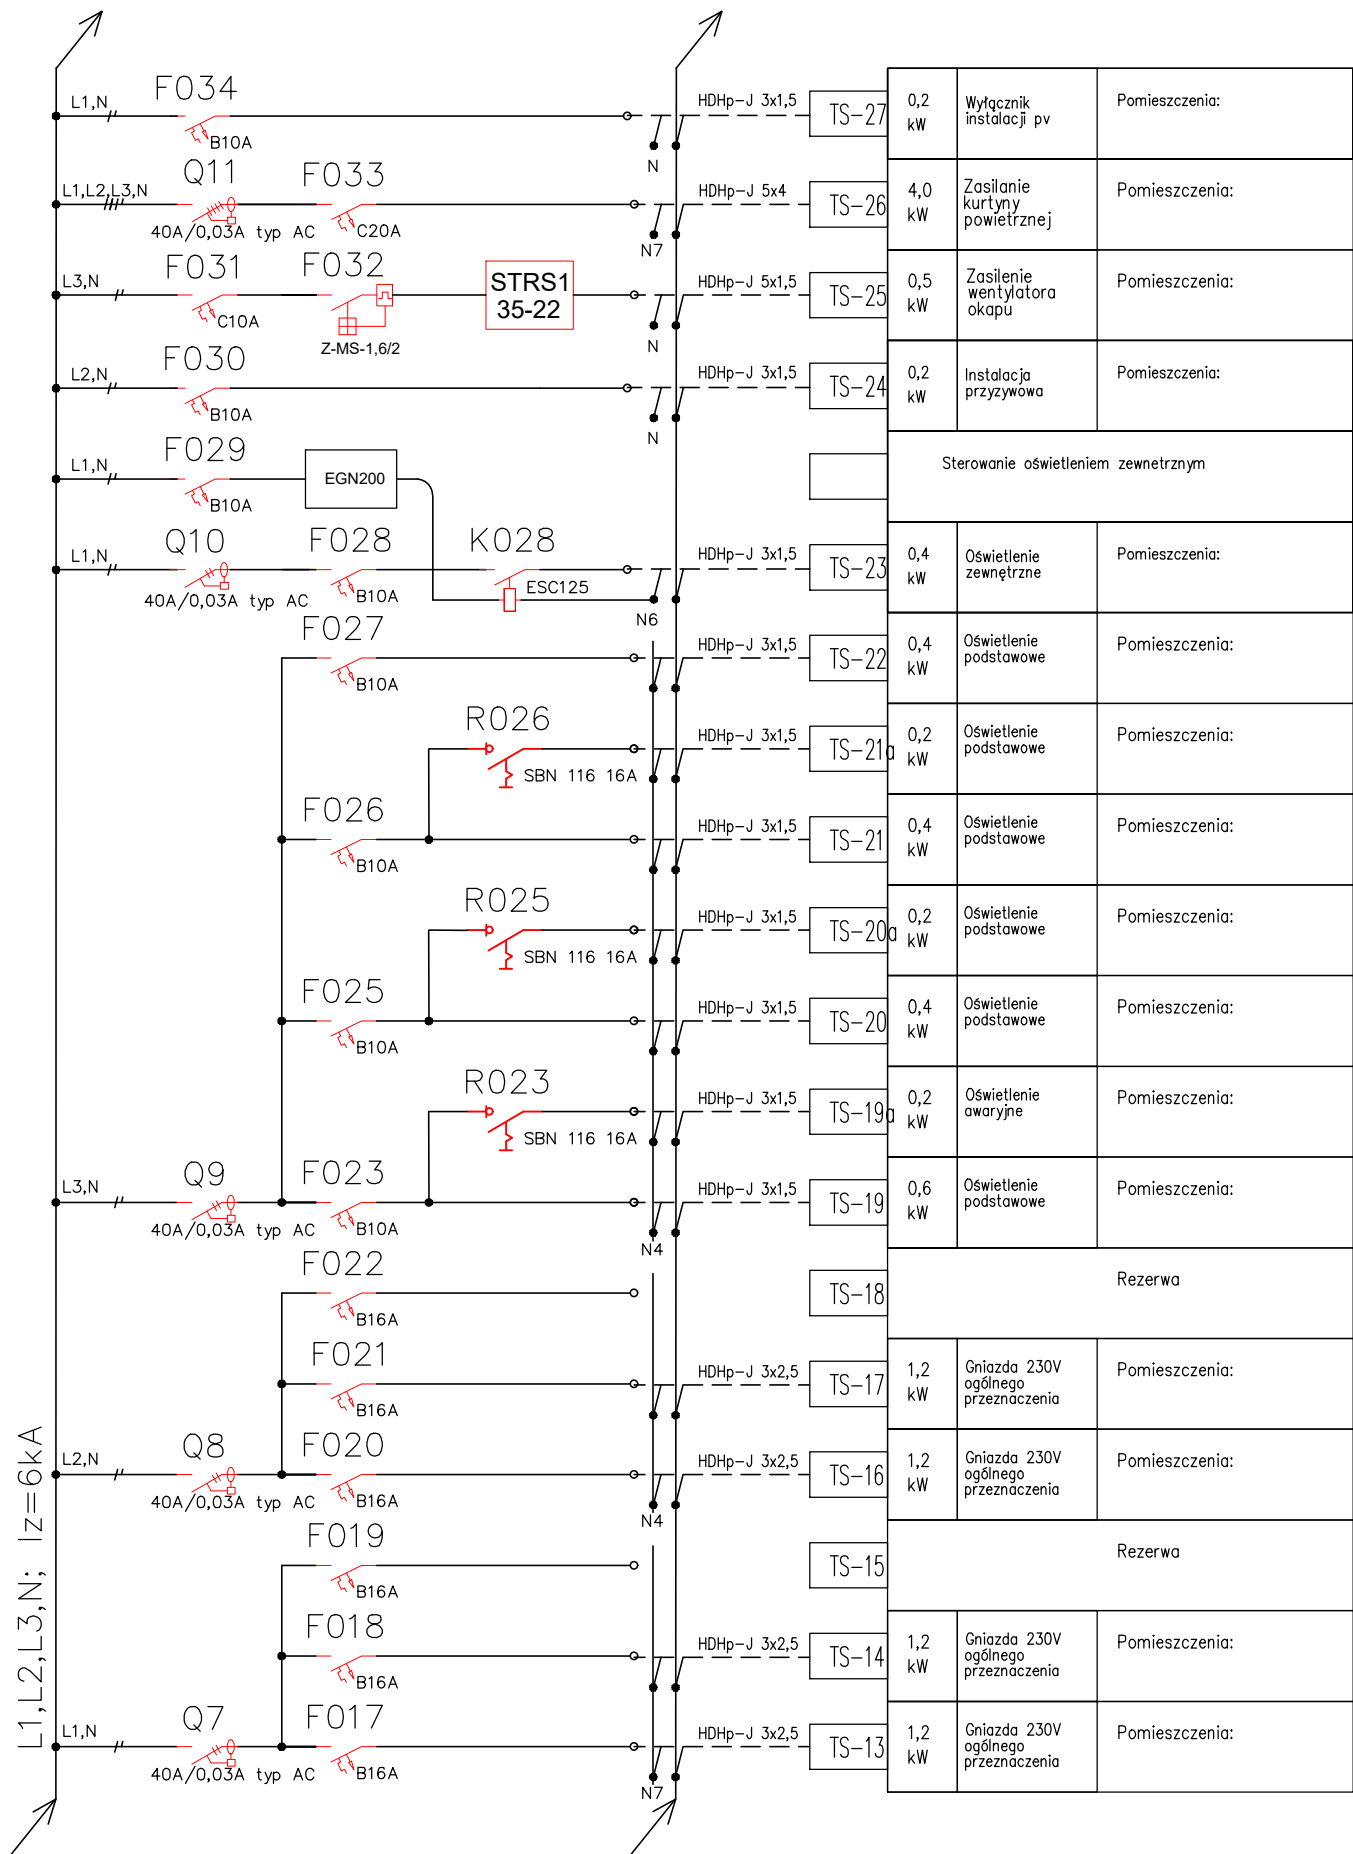 F034
L1,N
B10A
N
HDHp-J 3x1,5
TS-27
0,2
kW
Wyłącznik
instalacji pv
Pomieszczenia:
Q11
F033
L1,L2,L3,N
40A/0,03A typ AC
C20A
N7
HDHp-J 5x4
TS-26
4,0
kW
Zasilanie
kurtyny
powietrznej
Pomieszczenia:
F031
F032
L3,N
C10A
Z-MS-1,6/2
STRS1
35-22
N
HDHp-J 5x1,5
TS-25
0,5
kW
Zasilenie
wentylatora
okapu
Pomieszczenia:
F030
L2,N
B10A
N
HDHp-J 3x1,5
TS-24
0,2
kW
Instalacja
przyzywowa
Pomieszczenia:
F029
L1,N
B10A
EGN200
Sterowanie oświetleniem zewnetrznym
Q10
F028
K028
L1,N
40A/0,03A typ AC
B10A
ESC125
N6
HDHp-J 3x1,5
TS-23
0,4
kW
Oświetlenie
zewnętrzne
Pomieszczenia:
F027
B10A
HDHp-J 3x1,5
TS-22
0,4
kW
Oświetlenie
podstawowe
Pomieszczenia:
R026
SBN 116 16A
HDHp-J 3x1,5
TS-21a
0,2
kW
Oświetlenie
podstawowe
Pomieszczenia:
F026
B10A
HDHp-J 3x1,5
TS-21
0,4
kW
Oświetlenie
podstawowe
Pomieszczenia:
R025
SBN 116 16A
HDHp-J 3x1,5
TS-20a
0,2
kW
Oświetlenie
podstawowe
Pomieszczenia:
F025
B10A
HDHp-J 3x1,5
TS-20
0,4
kW
Oświetlenie
podstawowe
Pomieszczenia:
R023
SBN 116 16A
HDHp-J 3x1,5
TS-19a
0,2
kW
Oświetlenie
awaryjne
Pomieszczenia:
Q9
F023
L3,N
40A/0,03A typ AC
B10A
N4
HDHp-J 3x1,5
TS-19
0,6
kW
Oświetlenie
podstawowe
Pomieszczenia:
F022
B16A
TS-18
Rezerwa
F021
B16A
HDHp-J 3x2,5
TS-17
1,2
kW
Gniazda 230V
ogólnego
przeznaczenia
Pomieszczenia:
Q8
F020
L2,N
40A/0,03A typ AC
B16A
N4
HDHp-J 3x2,5
TS-16
1,2
kW
Gniazda 230V
ogólnego
przeznaczenia
Pomieszczenia:
F019
B16A
TS-15
Rezerwa
F018
B16A
HDHp-J 3x2,5
TS-14
1,2
kW
Gniazda 230V
ogólnego
przeznaczenia
Pomieszczenia:
Q7
F017
L1,N
40A/0,03A typ AC
B16A
N7
HDHp-J 3x2,5
TS-13
1,2
kW
Gniazda 230V
ogólnego
przeznaczenia
Pomieszczenia:
L1,L2,L3,N; Iz=6kA